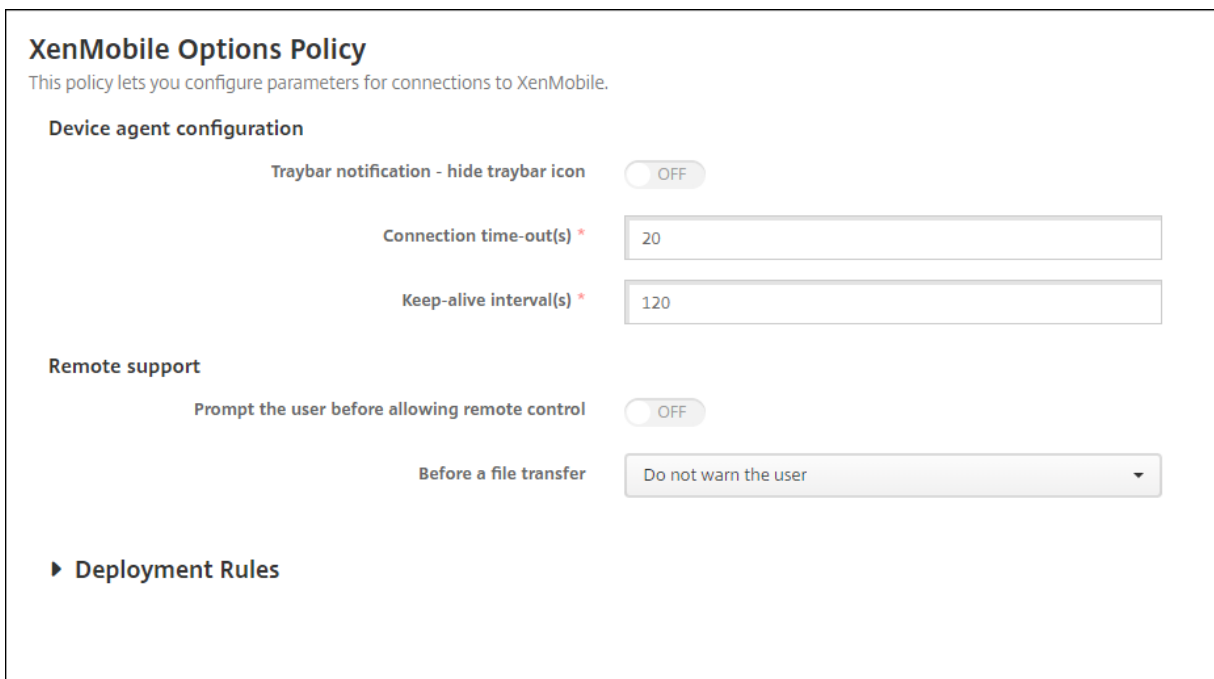 XenMobile Options Policy
This policy lets you configure parameters for connections to XenMobile.
Device agent configuration
Traybar notification - hide traybar icon OFF
Connection time-out(s) * 20
Keep-alive interval(s) * 120
Remote support
Prompt the user before allowing remote control OFF
Before a file transfer Do not warn the user
Deployment Rules